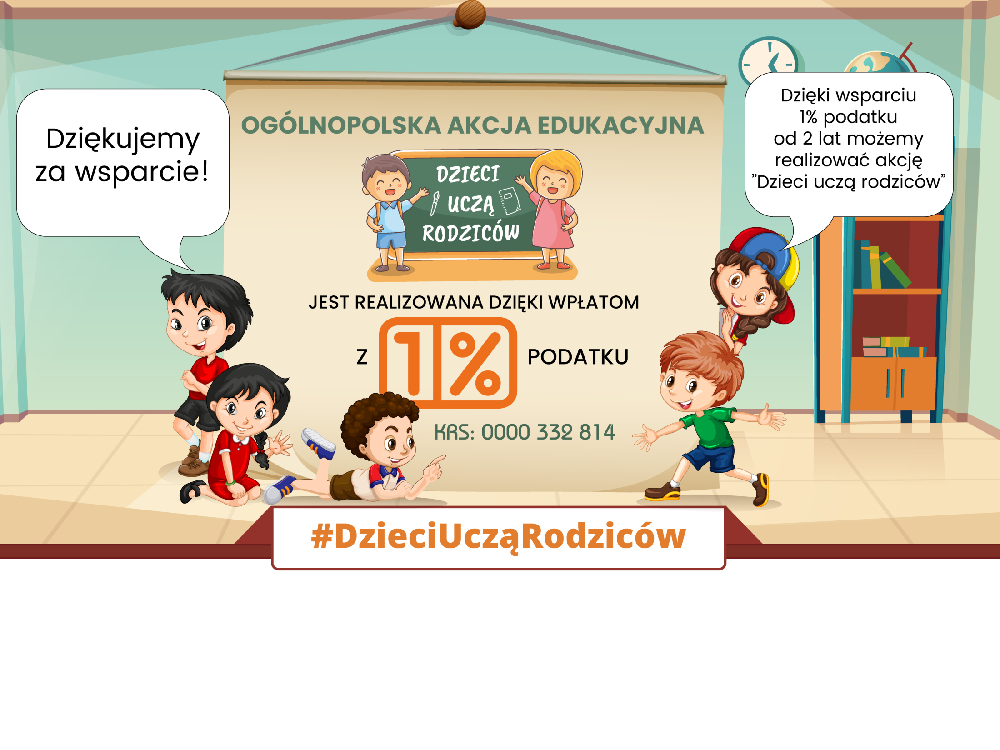 Dziękujemy
za wsparcie!
OGÓLNOPOLSKA AKCJA EDUKACYJNA
DZIECI
UCZĄ
RODZICÓW
JEST REALIZOWANA DZIĘKI WPŁATOM
Z 1% PODATKU
KRS: 0000 332 814
Dzięki wsparciu
1% podatku
od 2 lat możemy
realizować akcję
”Dzieci uczą rodziców”
#DzieciUcząRodziców